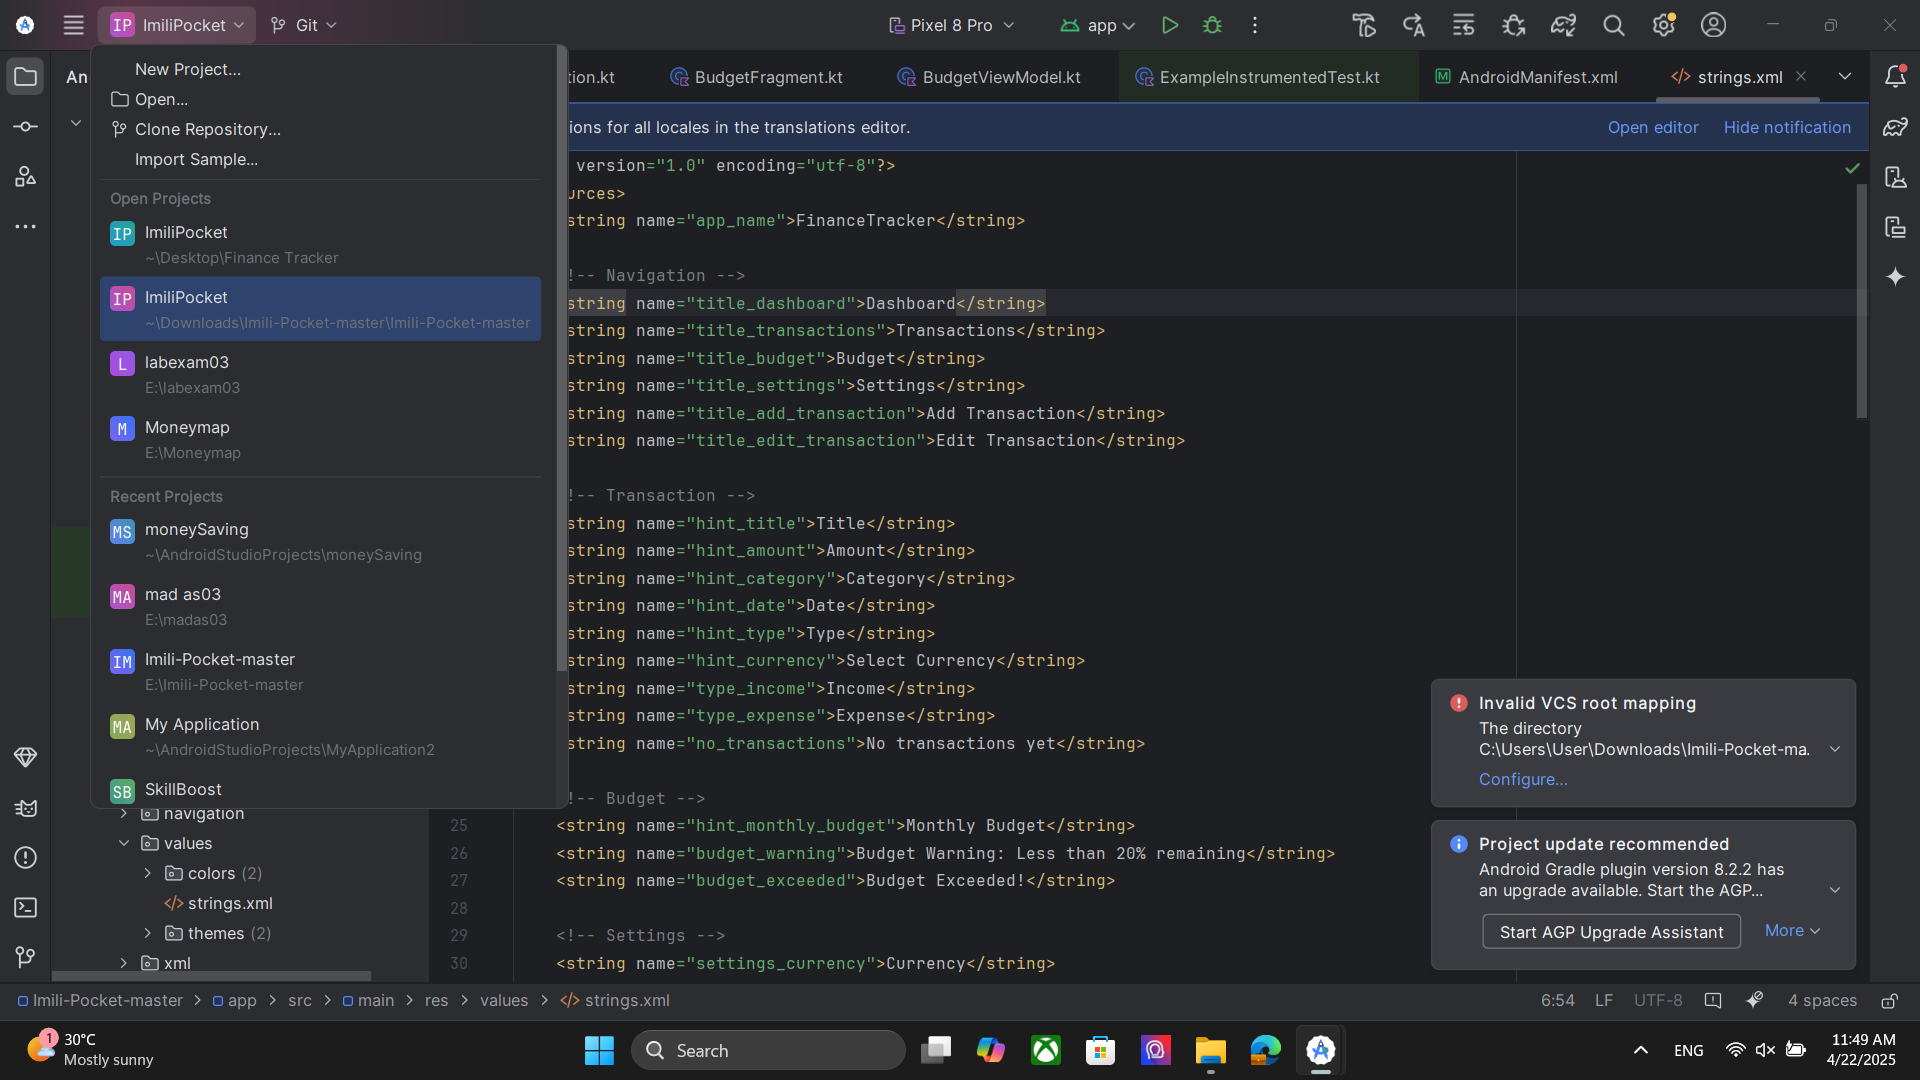 IP ImiliPocket
Git
Pixel 8 Pro
app
New Project...
Open...
Clone Repository...
Import Sample...
Open Projects
IP ImiliPocket
~\Desktop\Finance Tracker
IP ImiliPocket
~\Downloads\Imili-Pocket-master\Imili-Pocket-master
L labexam03
E:\labexam03
M Moneymap
E:\Moneymap
Recent Projects
MS moneySaving
~\AndroidStudioProjects\moneySaving
MA mad as03
E:\madas03
IM Imili-Pocket-master
E:\Imili-Pocket-master
MA My Application
~\AndroidStudioProjects\MyApplication2
SB SkillBoost
An
navigation
values
colors (2)
strings.xml
themes (2)
xml
tion.kt
BudgetFragment.kt
BudgetViewModel.kt
ExampleInstrumentedTest.kt
M AndroidManifest.xml
strings.xml
ions for all locales in the translations editor.
Open editor
Hide notification
version="1.0" encoding="utf-8"?>
urces>
string name="app_name">FinanceTracker</string>
!-- Navigation -->
string name="title_dashboard">Dashboard</string>
string name="title_transactions">Transactions</string>
string name="title_budget">Budget</string>
string name="title_settings">Settings</string>
string name="title_add_transaction">Add Transaction</string>
string name="title_edit_transaction">Edit Transaction</string>
!-- Transaction -->
string name="hint_title">Title</string>
string name="hint_amount">Amount</string>
string name="hint_category">Category</string>
string name="hint_date">Date</string>
string name="hint_type">Type</string>
string name="hint_currency">Select Currency</string>
string name="type_income">Income</string>
string name="type_expense">Expense</string>
string name="no_transactions">No transactions yet</string>
!-- Budget -->
25 <string name="hint_monthly_budget">Monthly Budget</string>
26 <string name="budget_warning">Budget Warning: Less than 20% remaining</string>
27 <string name="budget_exceeded">Budget Exceeded!</string>
28
29 <!-- Settings -->
30 <string name="settings_currency">Currency</string>
Invalid VCS root mapping
The directory
C:\Users\User\Downloads\Imili-Pocket-ma.
Configure...
Project update recommended
Android Gradle plugin version 8.2.2 has
an upgrade available. Start the AGP...
Start AGP Upgrade Assistant
More
Imili-Pocket-master > app > src > main > res > values > strings.xml
6:54 LF UTF-8 4 spaces
1
30°C
Mostly sunny
Search
ENG
11:49 AM
4/22/2025